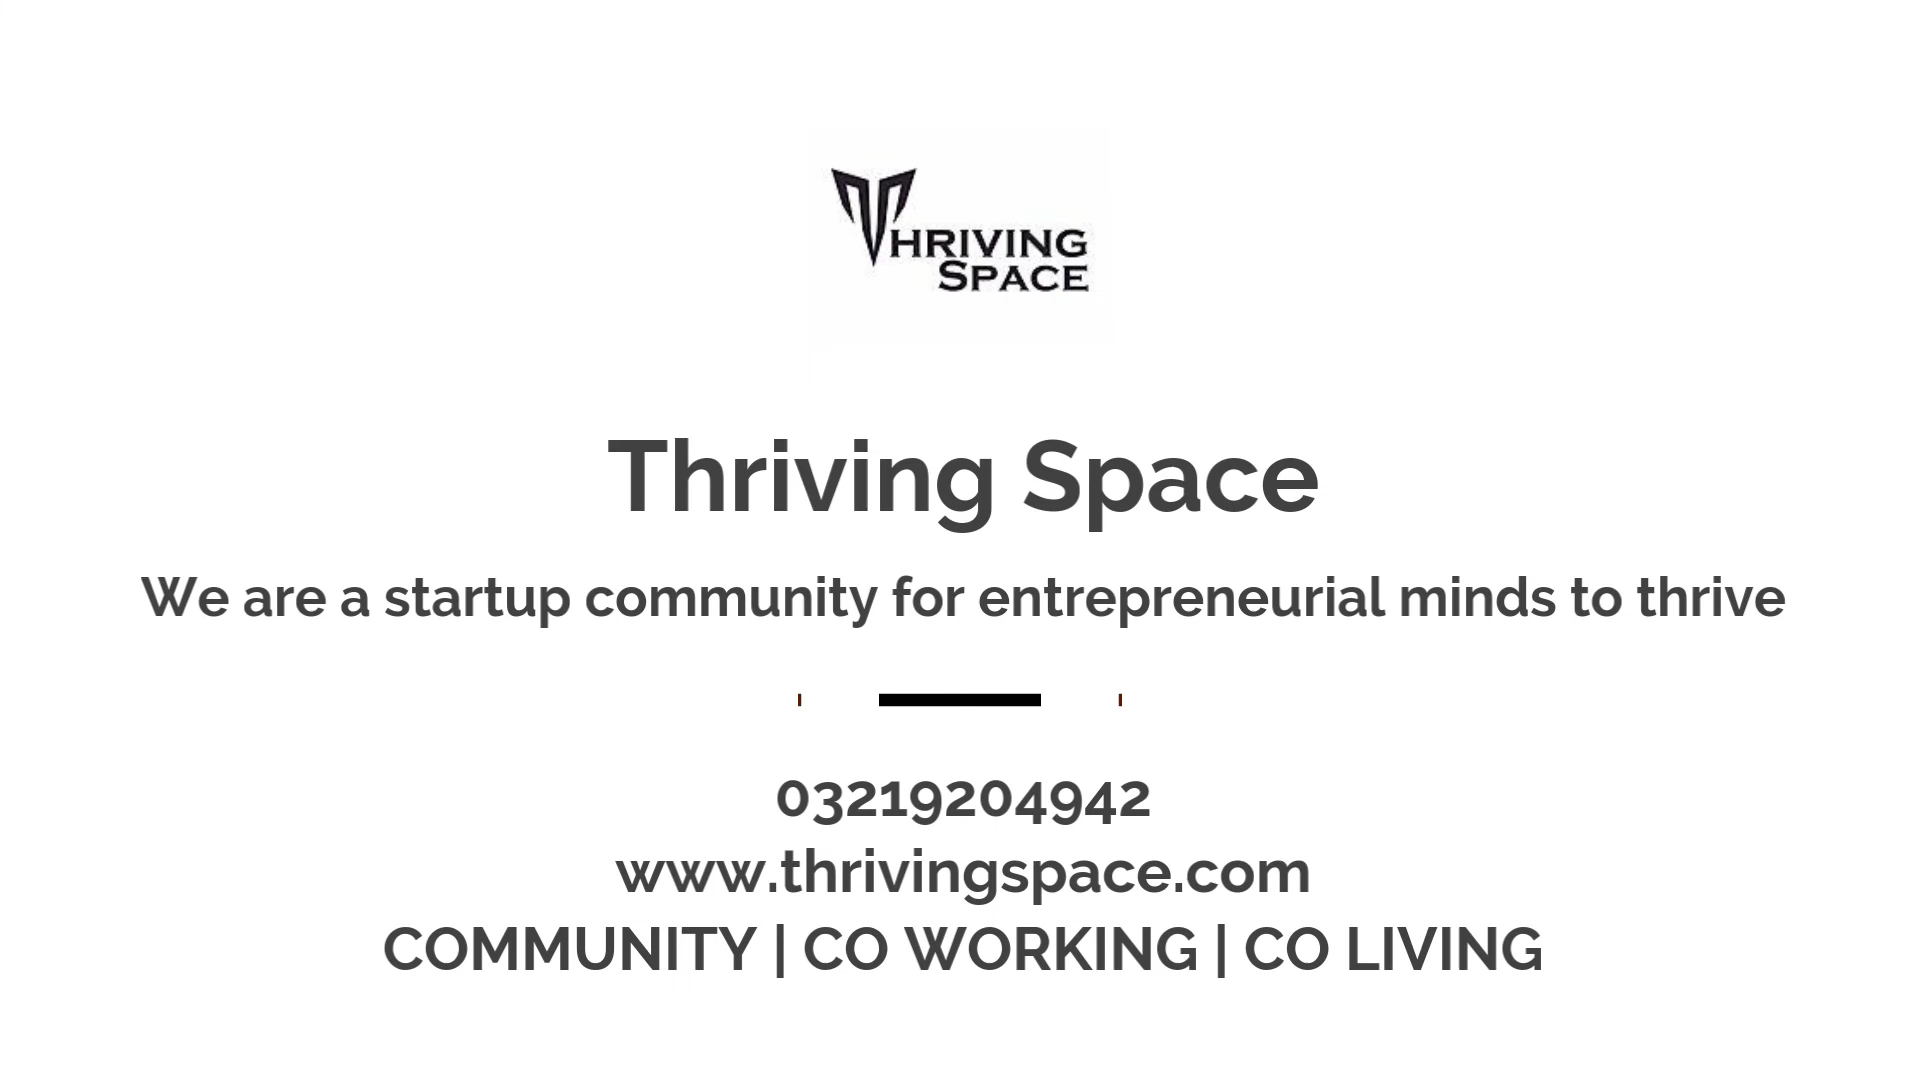 THRIVING
SPACE
Thriving Space
We are a startup community for entrepreneurial minds to thrive
03219204942
www.thrivingspace.com
COMMUNITY | CO WORKING | CO LIVING